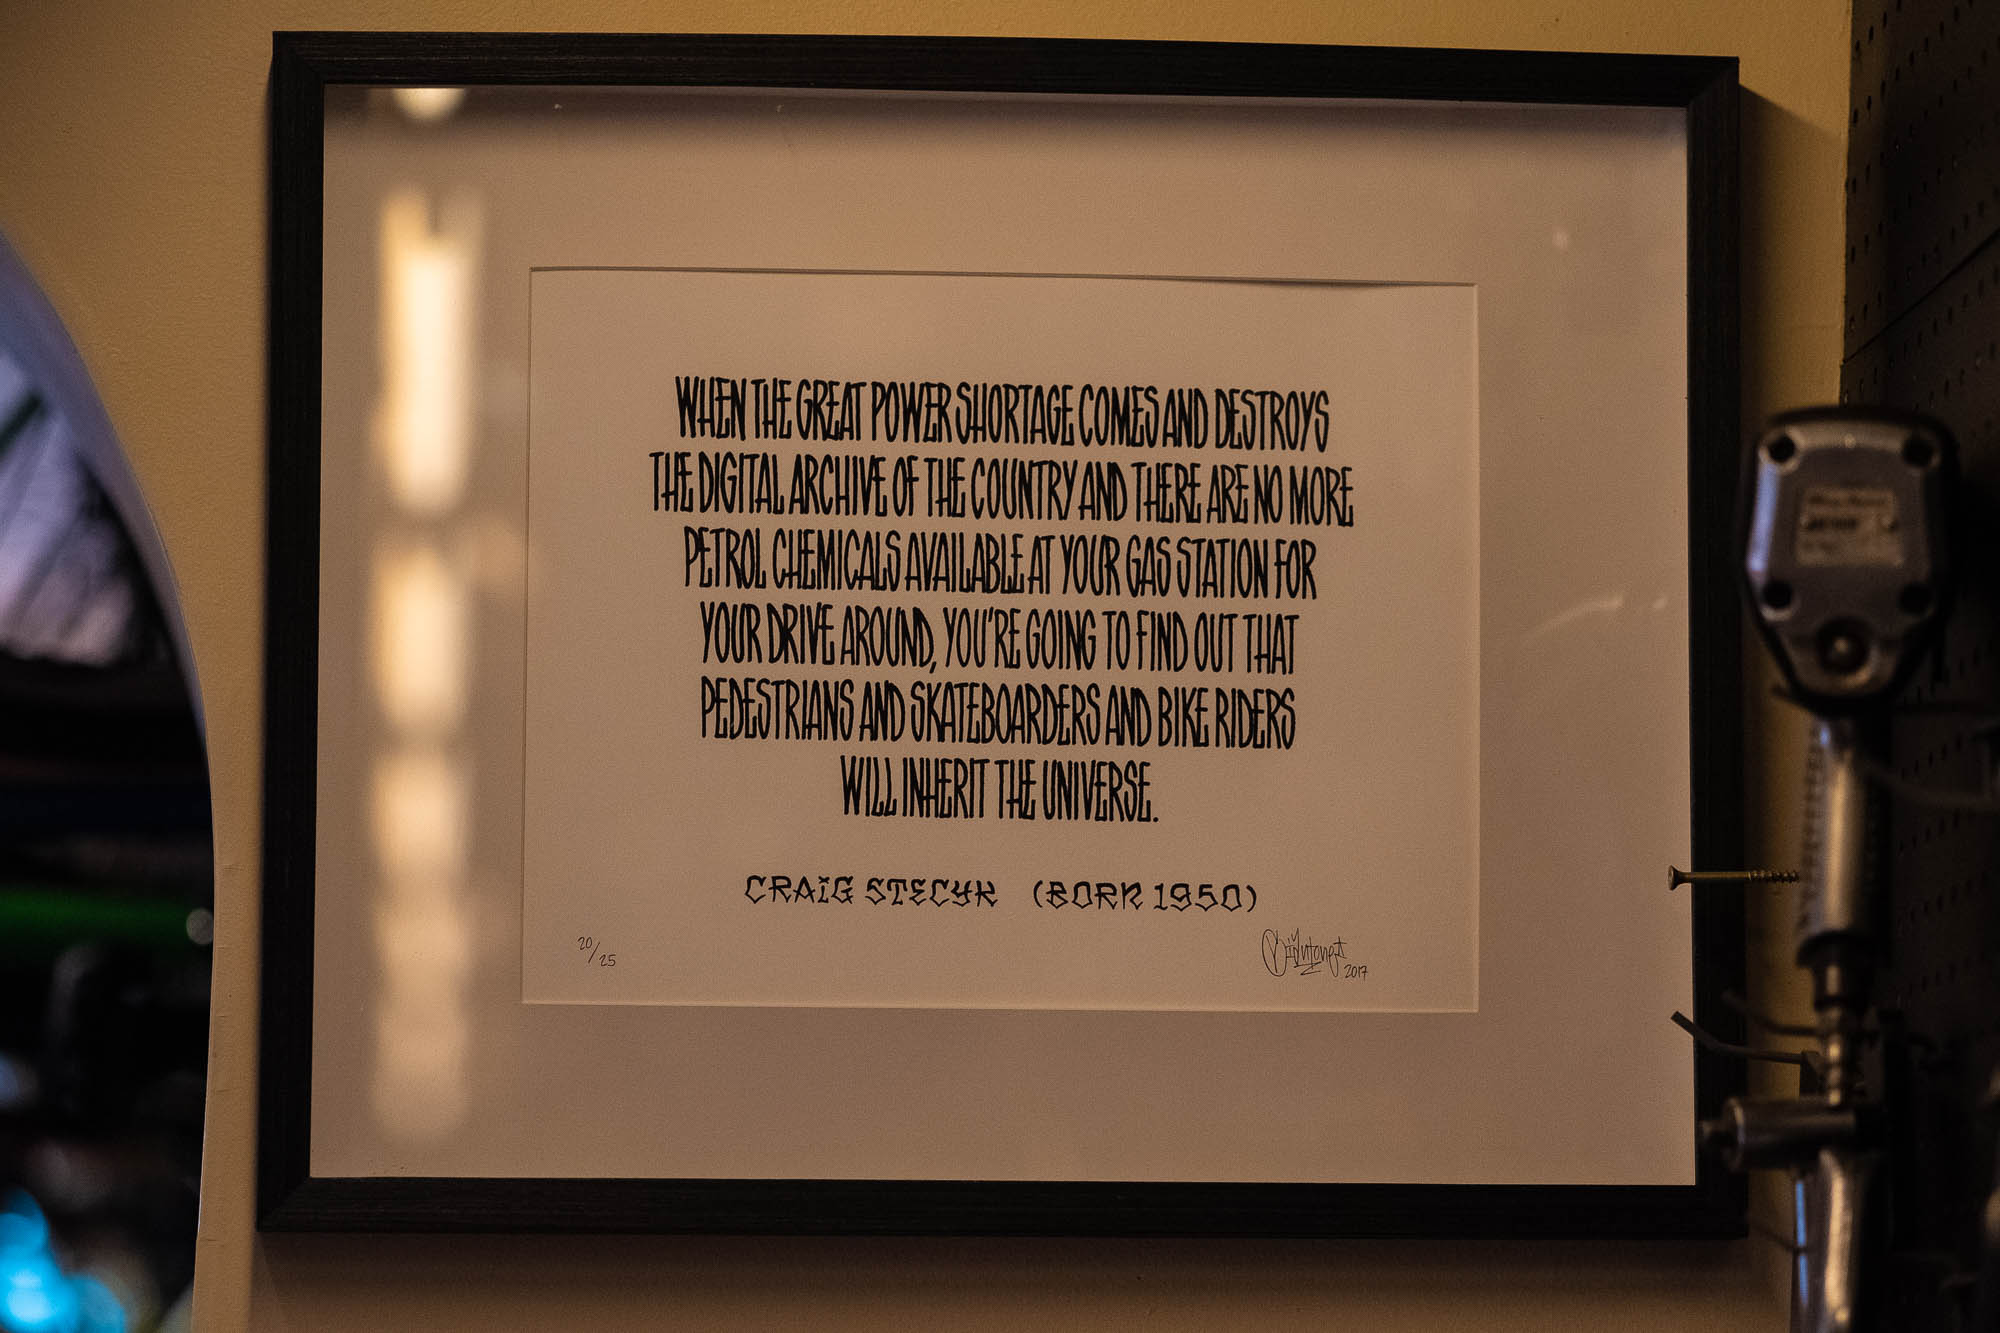 WHEN THE GREAT POWER SHORTAGE COMES AND DESTROYS
THE DIGITAL ARCHIVE OF THE COUNTRY AND THERE ARE NO MORE
PETROL CHEMICALS AVAILABLE AT YOUR GAS STATION FOR
YOUR DRIVE AROUND, YOU'RE GOING TO FIND OUT THAT
PEDESTRIANS AND SKATEBOARDERS AND BIKE RIDERS
WILL INHERIT THE UNIVERSE.
CRAIG STECYK (BORN 1950)
20/25
2017